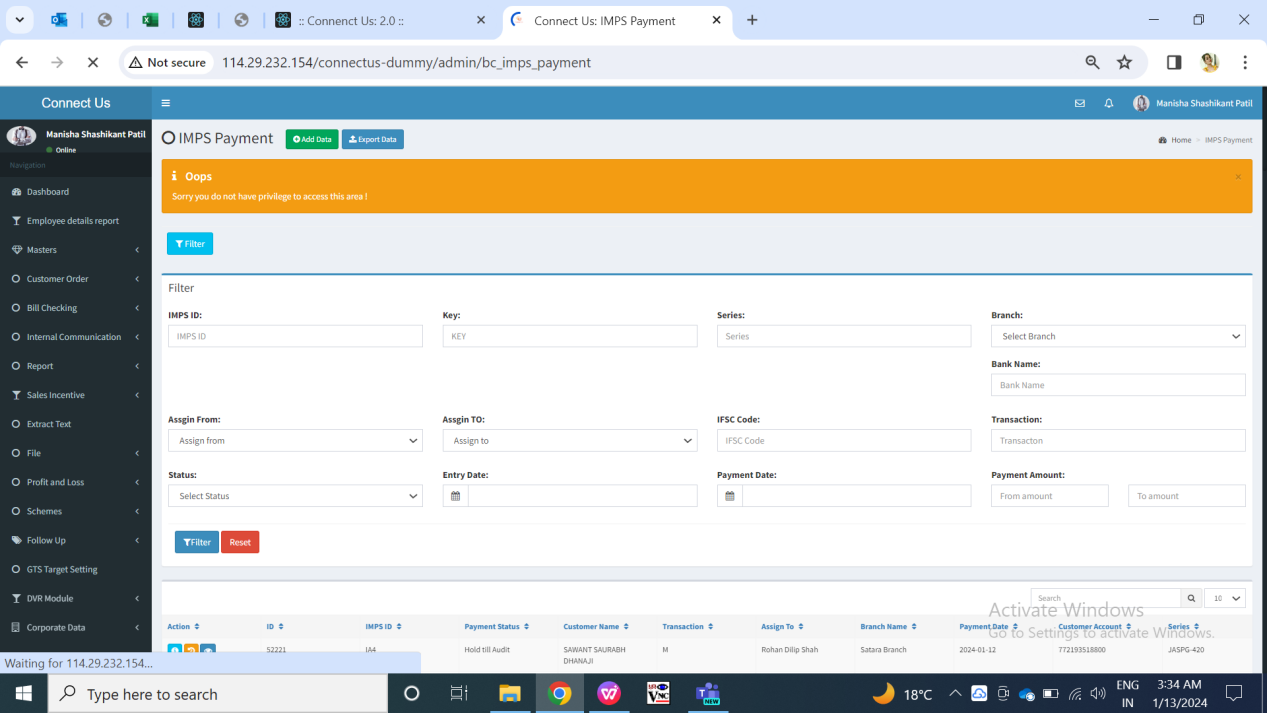 :: Connenct Us: 2.0 ::
Connect Us: IMPS Payment
Not secure
114.29.232.154/connectus-dummy/admin/bc_imps_payment
Connect Us
Manisha Shashikant Patil
Manisha Shashikant Patil
Online
Navigation
Dashboard
Employee details report
Masters
Customer Order
Bill Checking
Internal Communication
Report
Sales Incentive
Extract Text
File
Profit and Loss
Schemes
Follow Up
GTS Target Setting
DVR Module
Corporate Data
IMPS Payment
Add Data
Export Data
Home > IMPS Payment
Oops
Sorry you do not have privilege to access this area !
Filter
Filter
IMPS ID:
Key:
Series:
Branch:
IMPS ID
KEY
Series
Select Branch
Bank Name:
Bank Name
Assgin From:
Assgin TO:
IFSC Code:
Transaction:
Assign from
Assign to
IFSC Code
Transacton
Status:
Entry Date:
Payment Date:
Payment Amount:
Select Status
From amount
To amount
Filter
Reset
Search
10
Action
ID
IMPS ID
Payment Status
Customer Name
Transaction
Assign To
Branch Name
Payment Date
Customer Account
Series
52221
IA4
Hold till Audit
SAWANT SAURABH
DHANAJI
M
Rohan Dilip Shah
Satara Branch
2024-01-12
772193518800
JASPG-420
Activate Windows
Go to Settings to activate Windows.
Waiting for 114.29.232.154...
Type here to search
NEW
18°C
ENG
IN
3:34 AM
1/13/2024